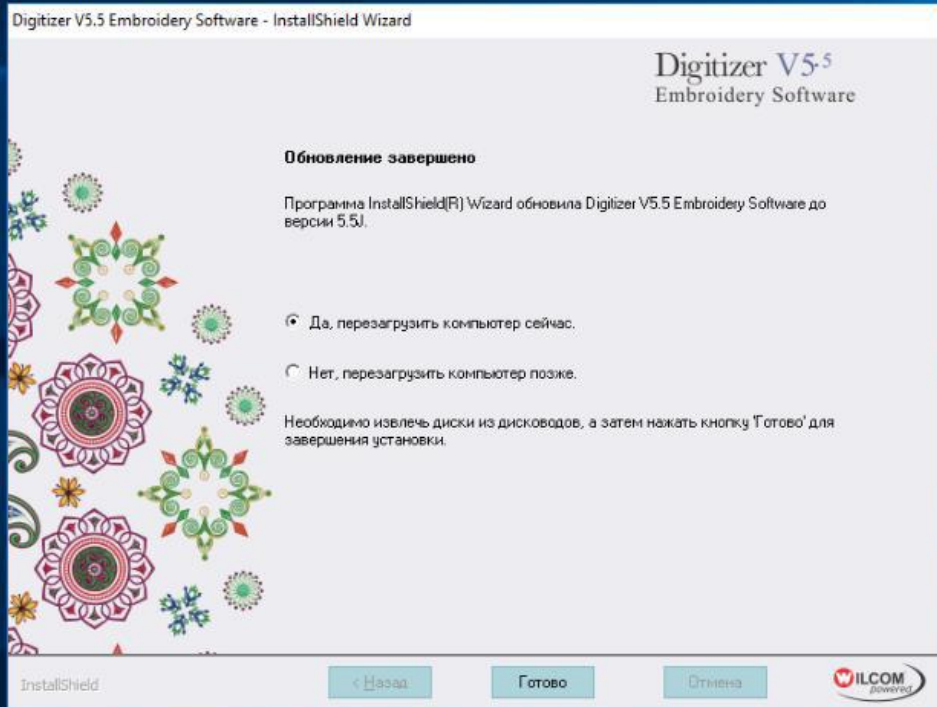 Digitizer V5.5 Embroidery Software - InstallShield Wizard
Digitizer V5.5
Embroidery Software
Обновление завершено
Программа InstallShield(R) Wizard обновила Digitizer V5.5 Embroidery Software до
версии 5.5J.
Да, перезагрузить компьютер сейчас.
Нет, перезагрузить компьютер позже.
Необходимо извлечь диски из дисководов, а затем нажать кнопку 'Готово' для
завершения установки.
InstallShield
< Назад
Готово
Отмена
WILCOM
powered